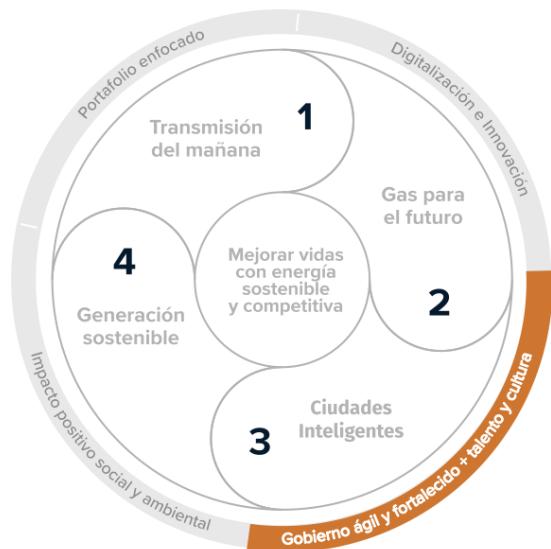 Portafolio enfocado
Digitalización e Innovación
1
Transmisión
del mañana
Gas para
el futuro
2
4
Generación
sostenible
Mejorar vidas
con energía
sostenible
y competitiva
3
Ciudades
Inteligentes
Impacto positivo social y ambiental
Gobierno ágil y fortalecido + talento y cultura